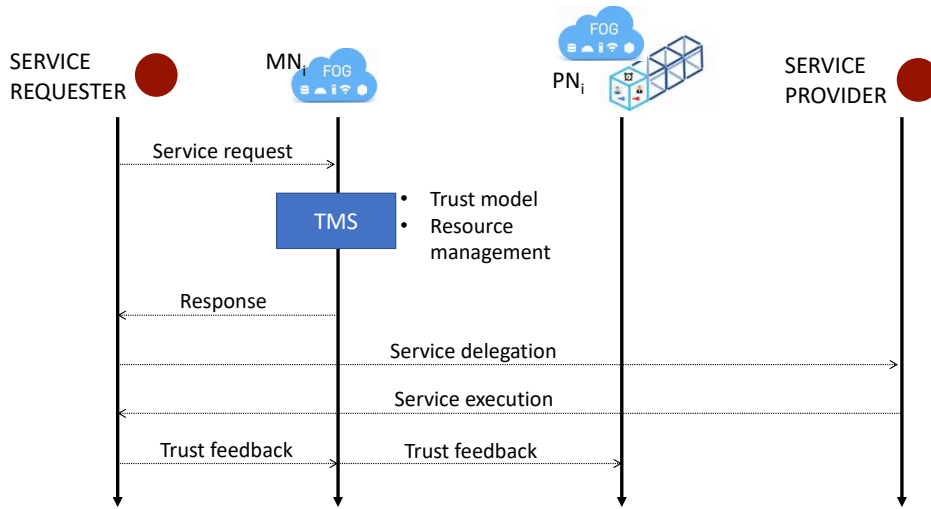 SERVICE
REQUESTER
MNi
FOG
FOG
PNi
SERVICE
PROVIDER
Service request
TMS
• Trust model
• Resource
management
Response
Service delegation
Service execution
Trust feedback
Trust feedback